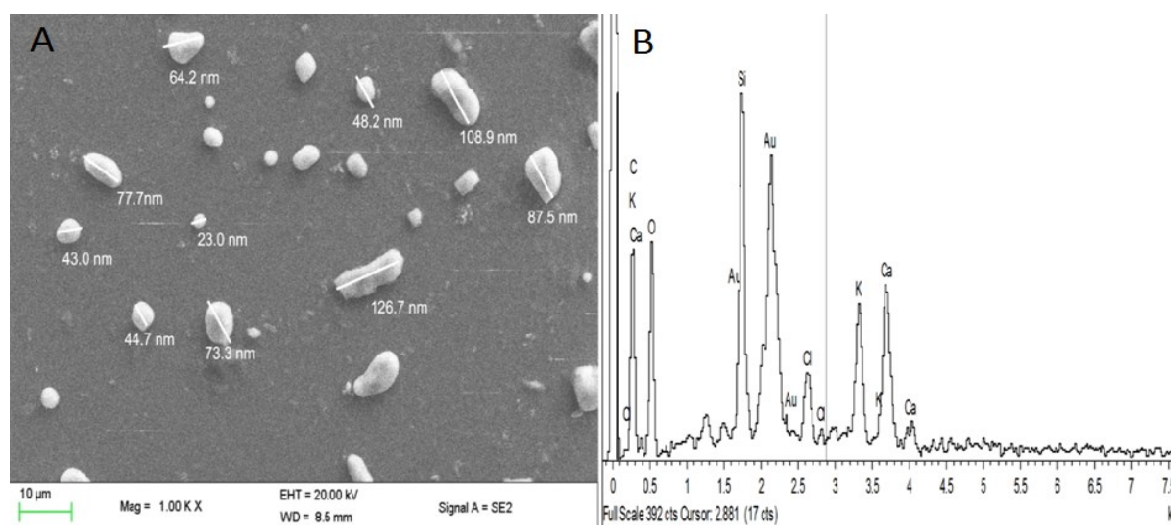 A
64.2 nm
48.2 nm
108.9 nm
77.7nm
87.5 nm
23.0 nm
43.0 nm
126.7 nm
44.7 nm
73.3 nm
10 µm
Mag = 1.00 K X
EHT = 20.00 kV
WD = 8.5 mm
Signal A = SE2
B
Si
Au
C
K
Ca
O
Au
Ca
K
Cl
Au
Cl
K
Ca
Cl
0 0.5 1 1.5 2 2.5 3 3.5 4 4.5 5 5.5 6 6.5 7 7.5
Full Scale 392 cts Cursor: 2.881 (17 cts)